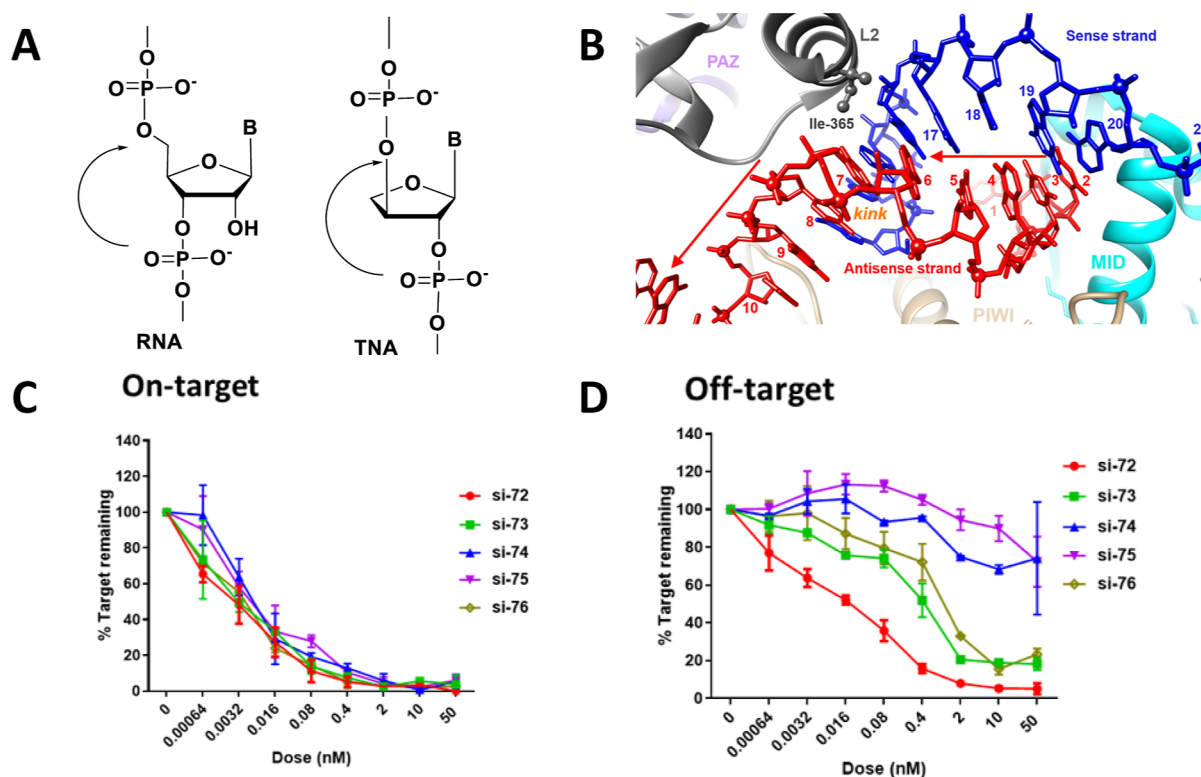 A
O
O=P-O-
O
B
O
O
OH
O=P-O-
O
RNA
O
O=P-O-
O
B
O
O
O=P-O-
O
TNA
B
L2
Sense strand
PAZ
Ile-365
19
17
18
20
2
7
6
5
4
3
2
1
8
kink
9
Antisense strand
MID
10
PIWI
C
On-target
% Target remaining
140
120
100
80
60
40
20
0
0
0.00064
0.0032
0.016
0.08
0.4
2
10
50
Dose (nM)
si-72
si-73
si-74
si-75
si-76
D
Off-target
% Target remaining
140
120
100
80
60
40
20
0
0
0.00064
0.0032
0.016
0.08
0.4
2
10
50
Dose (nM)
si-72
si-73
si-74
si-75
si-76